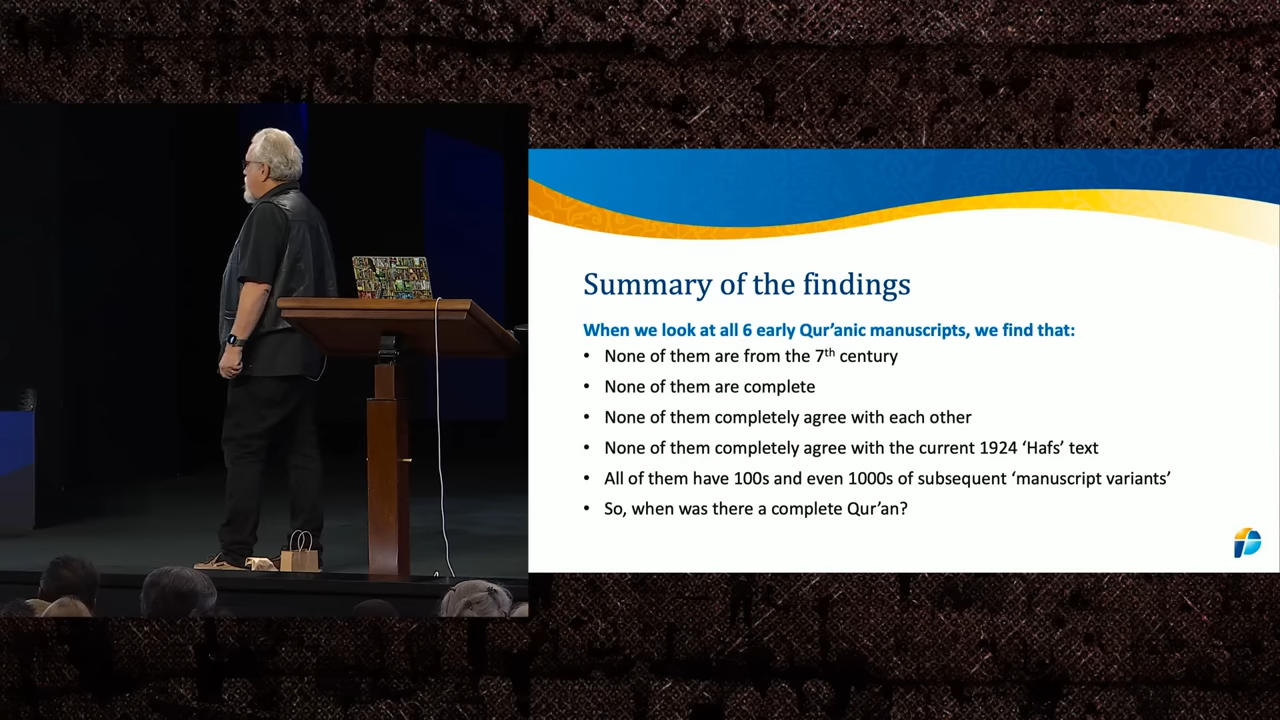 Summary of the findings
When we look at all 6 early Qur’anic manuscripts, we find that:
• None of them are from the 7th century
• None of them are complete
• None of them completely agree with each other
• None of them completely agree with the current 1924 ‘Hafs’ text
• All of them have 100s and even 1000s of subsequent ‘manuscript variants’
• So, when was there a complete Qur’an?